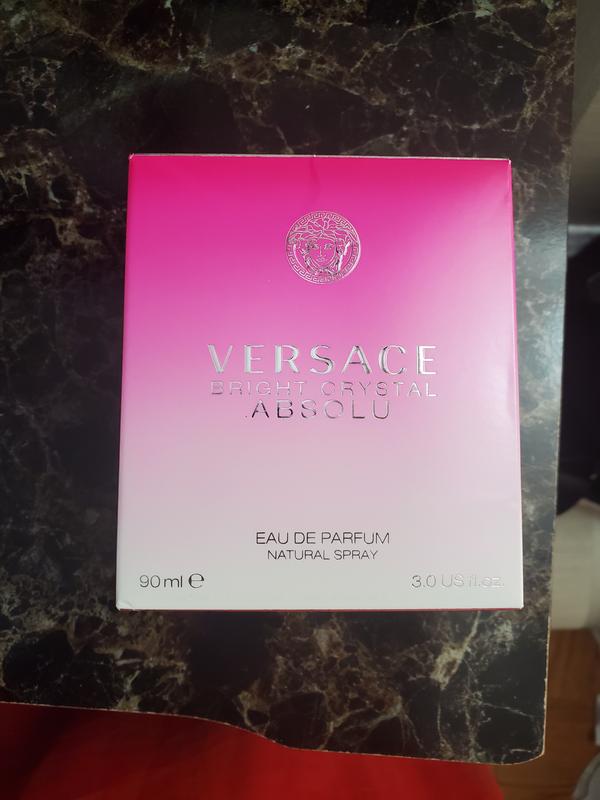 VERSACE
BRIGHT CRYSTAL
ABSOLU
EAU DE PARFUM
NATURAL SPRAY
90 ml ℮
3.0 US fl.oz.